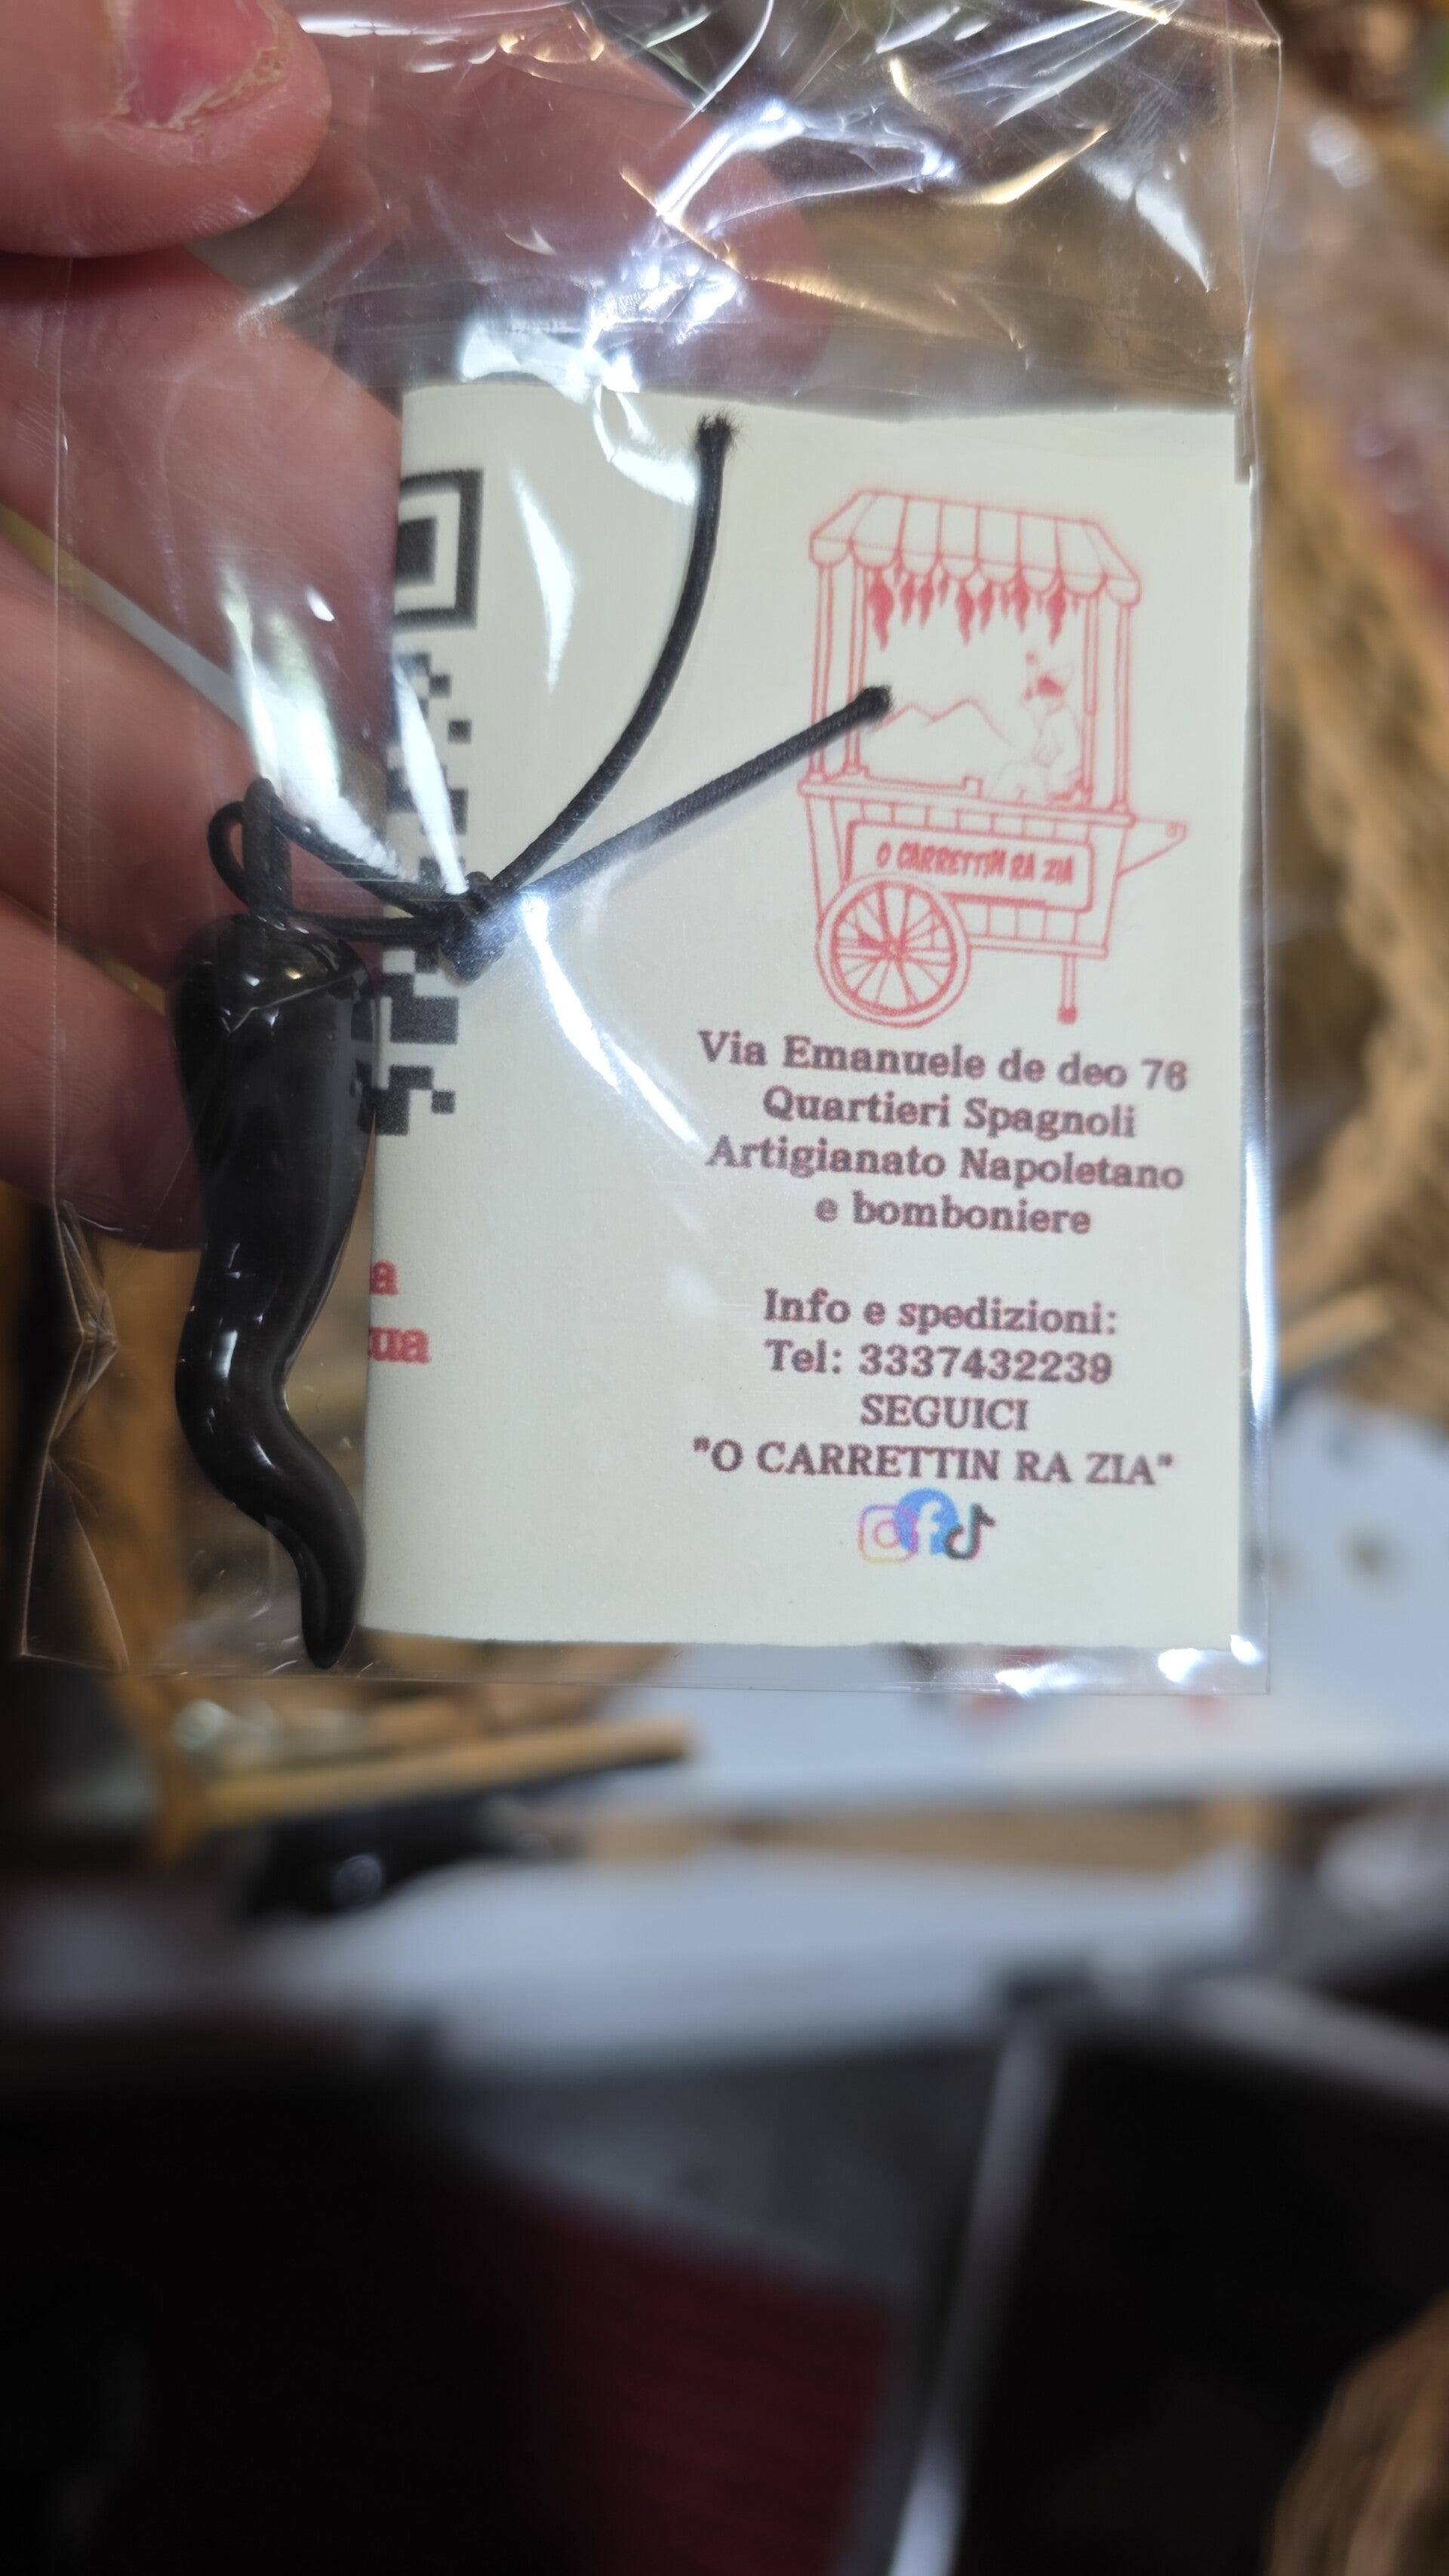 O CARRETTIN RA ZIA
Via Emanuele de deo 76
Quartieri Spagnoli
Artigianato Napoletano
e bomboniere
Info e spedizioni:
Tel: 3337432239
SEGUICI
"O CARRETTIN RA ZIA"